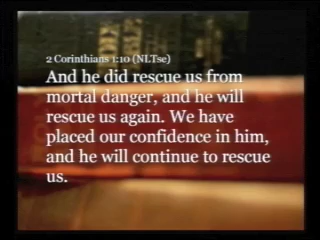 2 Corinthians 1:10 (NLTse)
And he did rescue us from
mortal danger, and he will
rescue us again. We have
placed our confidence in him,
and he will continue to rescue
us.